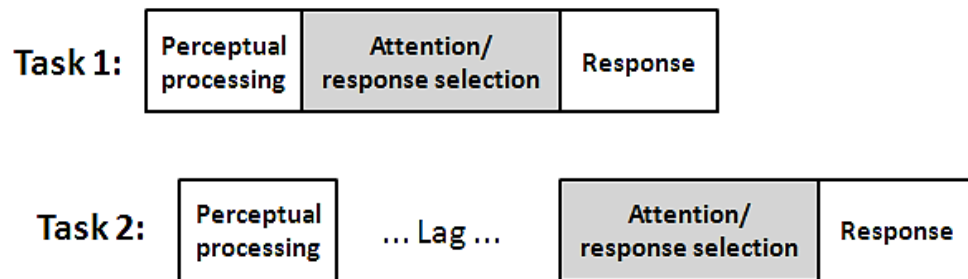 Task 1:
Perceptual
processing
Attention/
response selection
Response
Task 2:
Perceptual
processing
... Lag ...
Attention/
response selection
Response